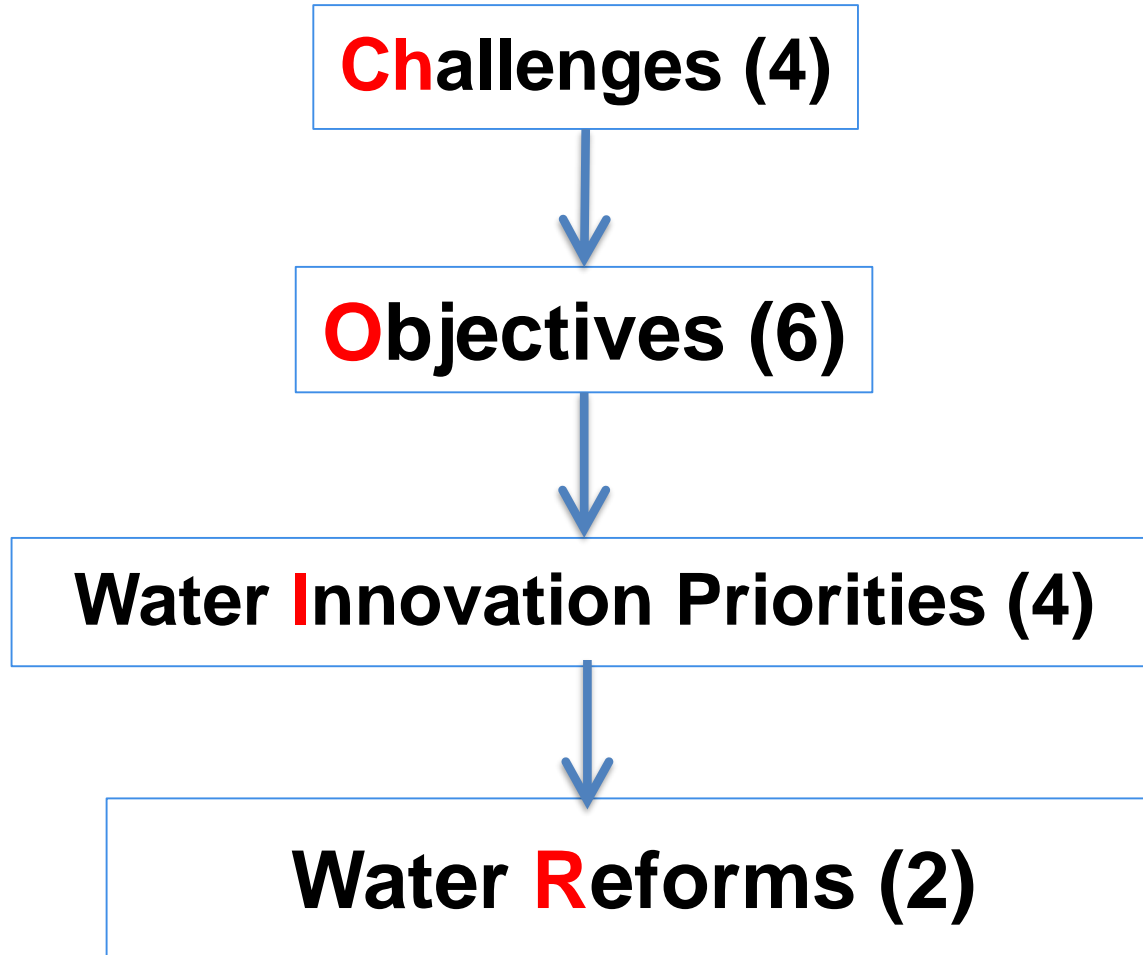 Challenges (4)
Objectives (6)
Water Innovation Priorities (4)
Water Reforms (2)